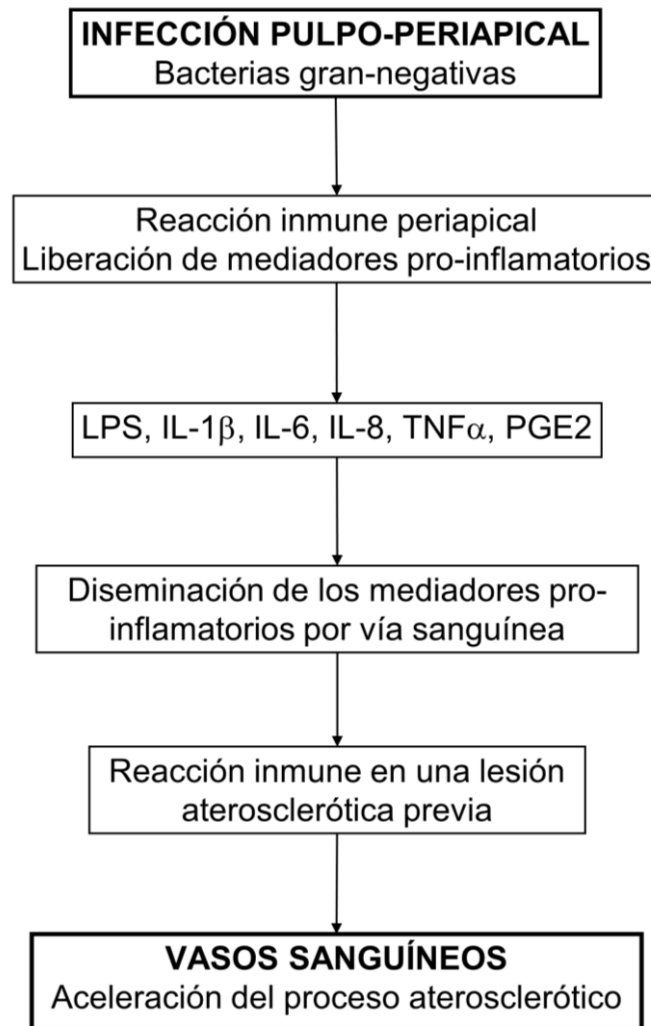 INFECCIÓN PULPO-PERIAPICAL
Bacterias gran-negativas
Reacción inmune periapical
Liberación de mediadores pro-inflamatorios
LPS, IL-1β, IL-6, IL-8, TNFα, PGE2
Diseminación de los mediadores pro-
inflamatorios por vía sanguínea
Reacción inmune en una lesión
aterosclerótica previa
VASOS SANGUÍNEOS
Aceleración del proceso aterosclerótico